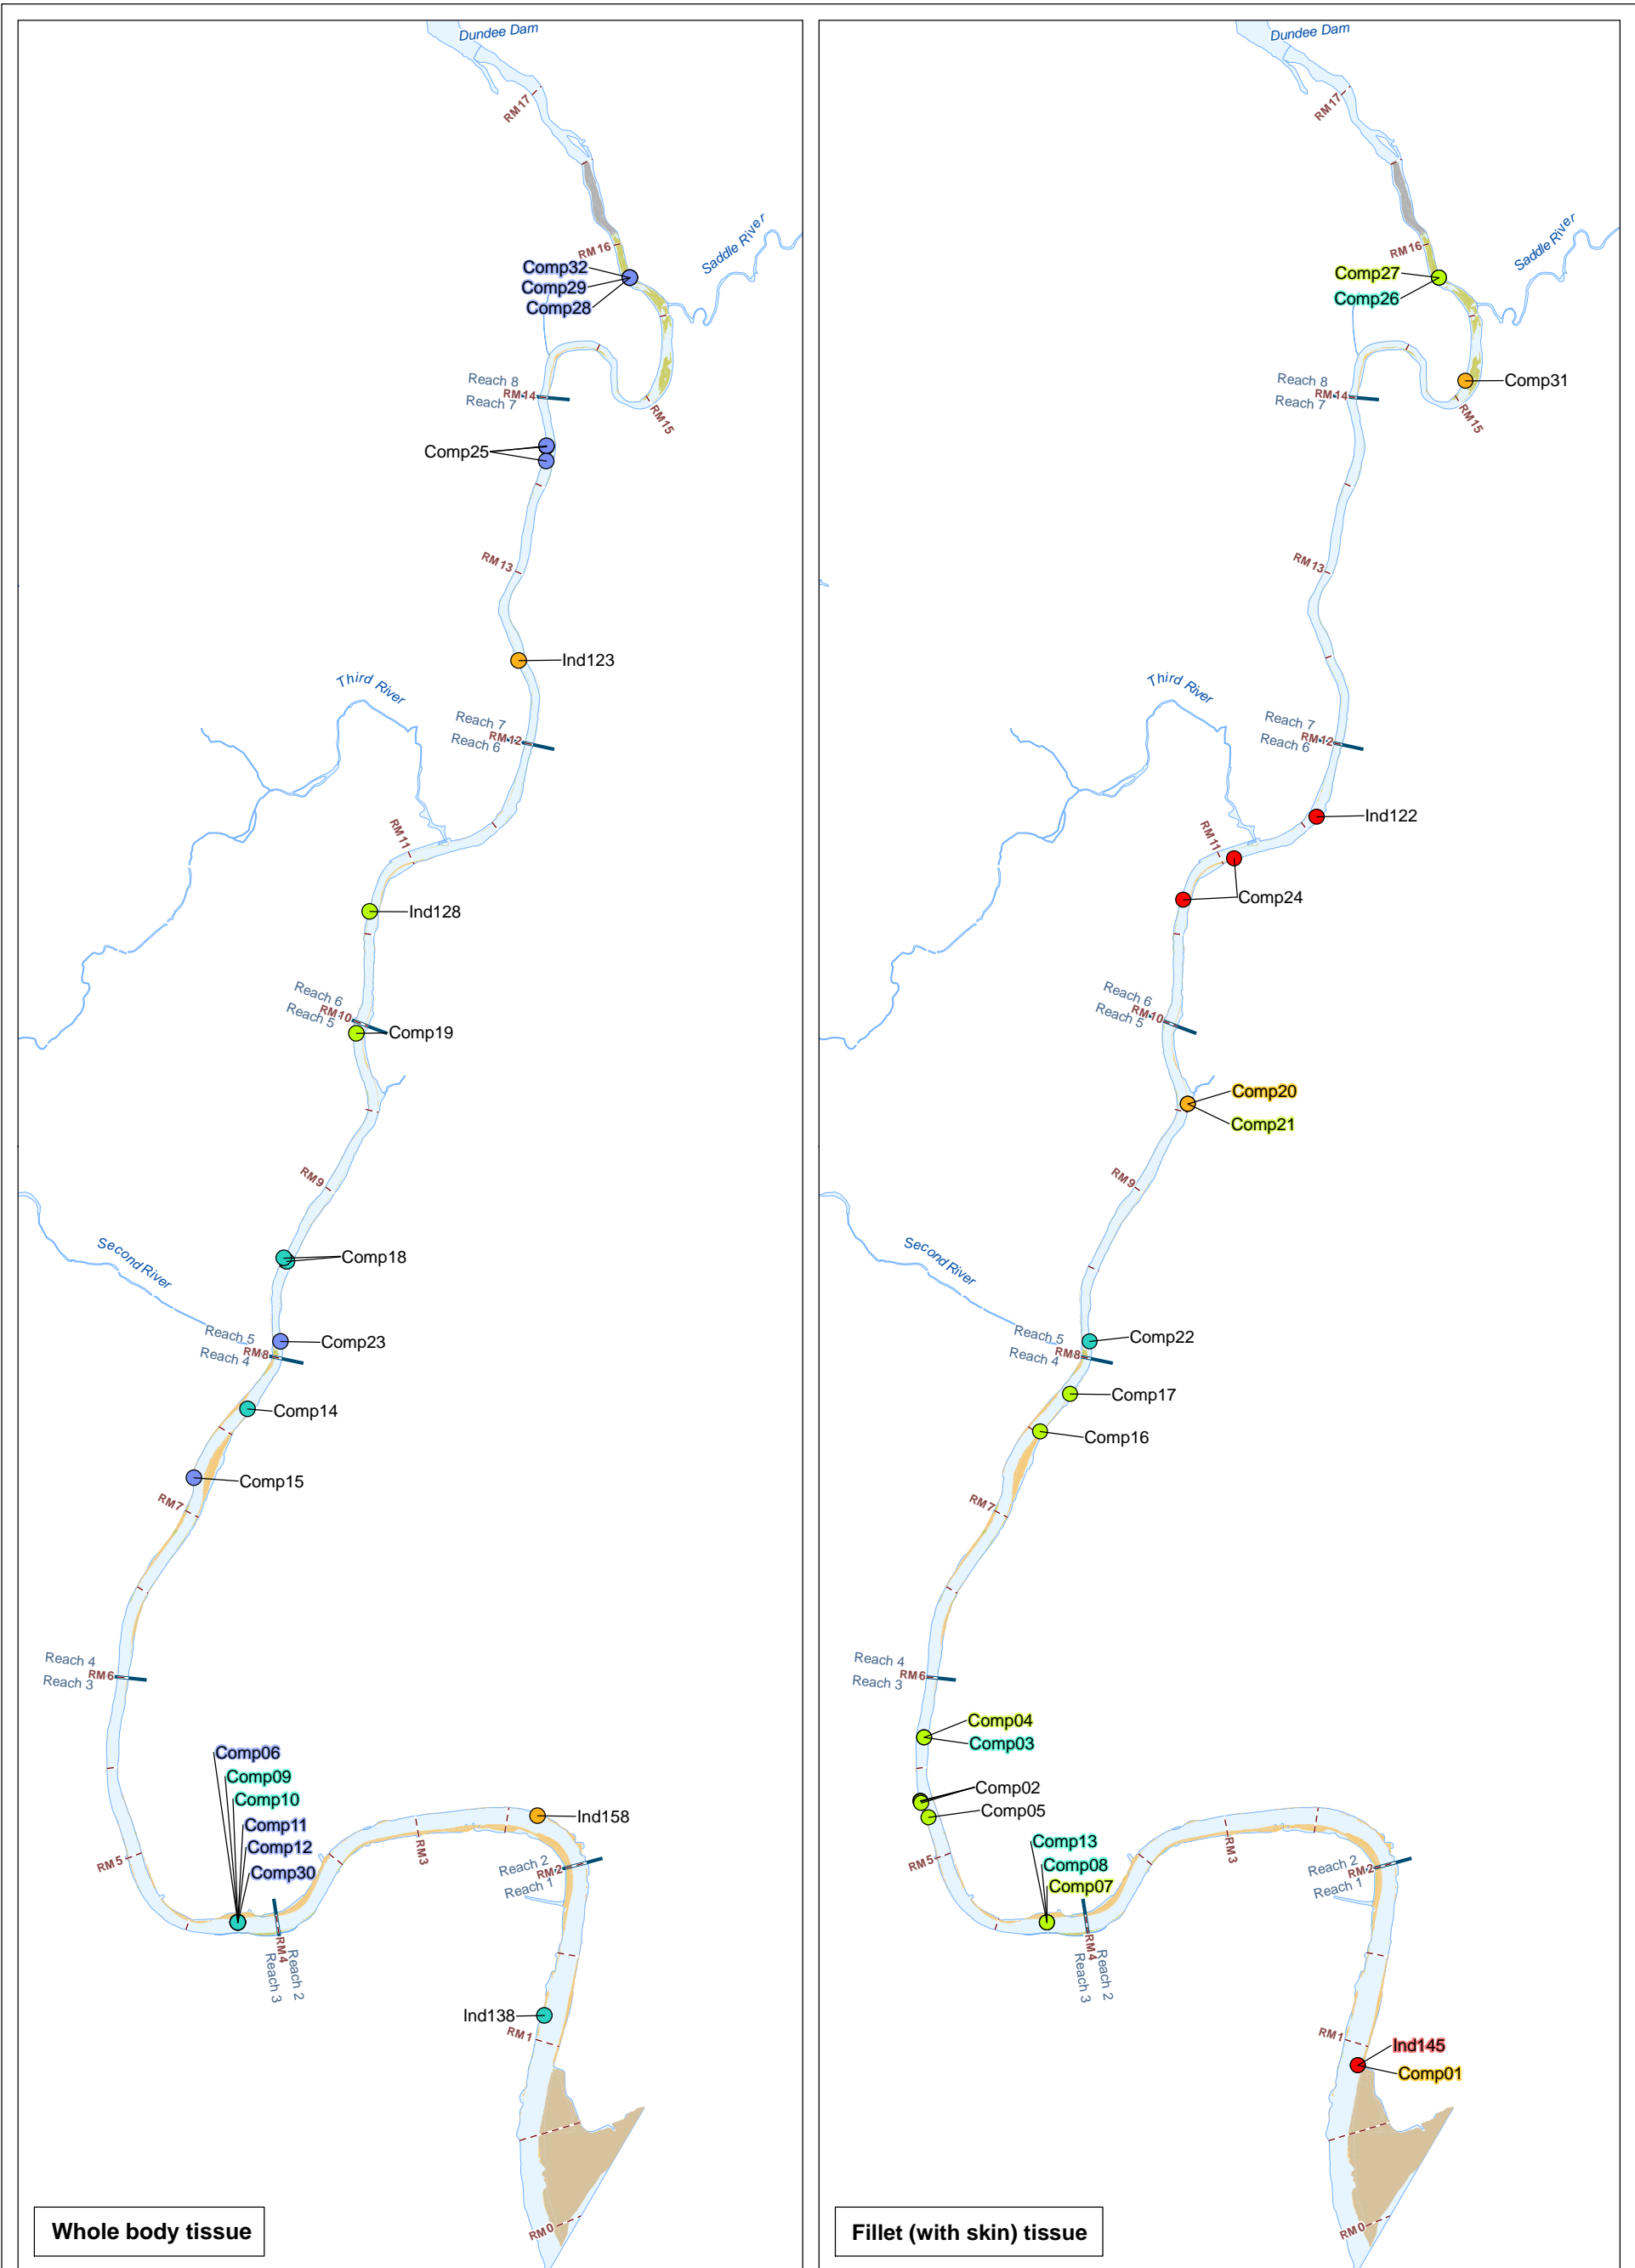 Dundee Dam
RM17
RM16
Saddle River
Comp32
Comp29
Comp28
Reach 8
RM14
Reach 7
RM15
Comp25
RM13
Ind123
Third River
Reach 7
RM12
Reach 6
RM11
Ind128
Reach 6
RM10
Reach 5
Comp19
RM9
Second River
Comp18
Reach 5
Comp23
RM8
Reach 4
Comp14
Comp15
RM7
Reach 4
RM6
Reach 3
Comp06
Comp09
Comp10
Comp11
Comp12
Comp30
Ind158
RM3
RM5
Reach 2
RM2
Reach 1
RM4
Reach 3
Reach 2
Ind138
RM1
RM0
Whole body tissue
Dundee Dam
RM17
RM16
Saddle River
Comp27
Comp26
Comp31
Reach 8
RM14
Reach 7
RM15
RM13
Third River
Reach 7
RM12
Reach 6
Ind122
RM11
Comp24
Reach 6
RM10
Reach 5
Comp20
Comp21
RM9
Second River
Reach 5
Comp22
RM8
Reach 4
Comp17
Comp16
RM7
Reach 4
RM6
Reach 3
Comp04
Comp03
Comp02
Comp05
Comp13
Comp08
Comp07
RM3
RM5
Reach 2
RM2
Reach 1
RM4
Reach 3
Reach 2
RM1
Ind145
Comp01
RM0
Fillet (with skin) tissue